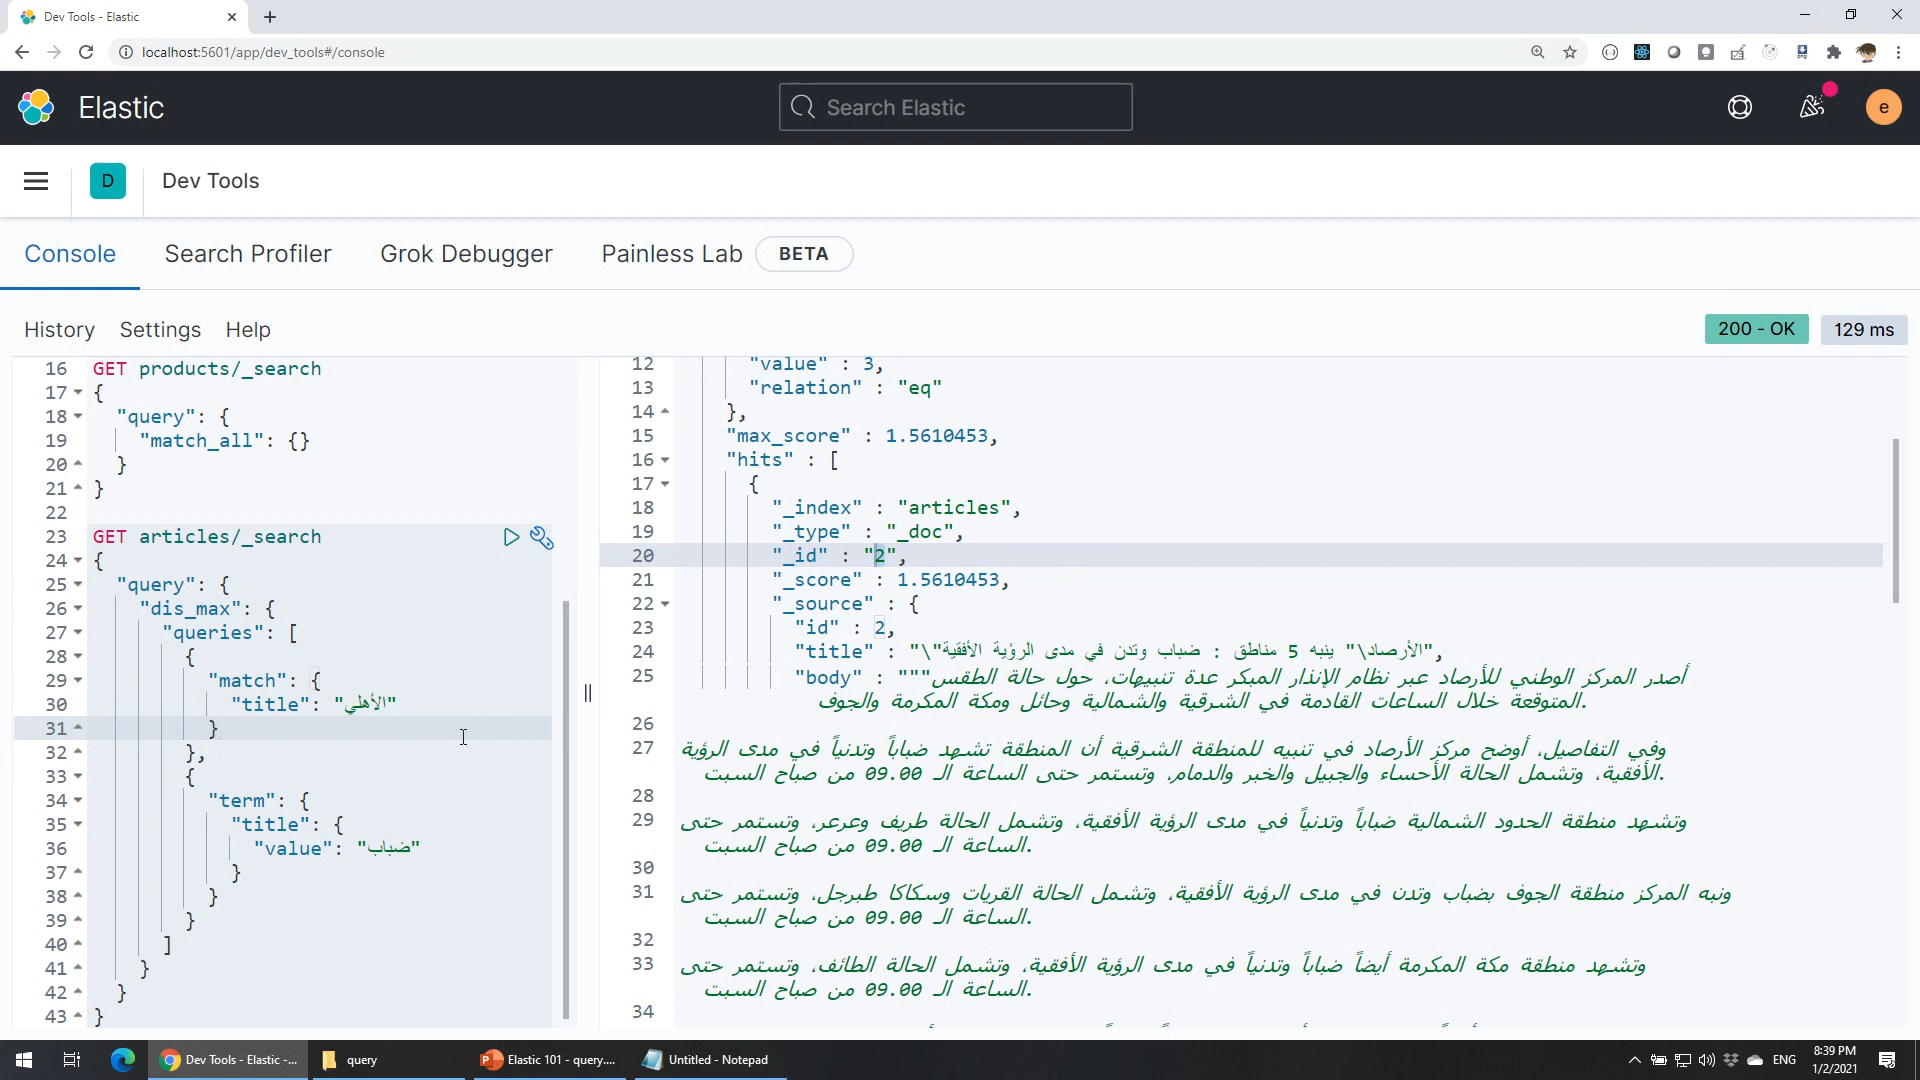 Dev Tools - Elastic
localhost:5601/app/dev_tools#/console
Elastic
Search Elastic
e
D
Dev Tools
Console
Search Profiler
Grok Debugger
Painless Lab
BETA
History
Settings
Help
200 - OK
129 ms
16 GET products/_search
17 {
18 "query": {
19 "match_all": {}
20 }
21 }
22
23 GET articles/_search
24 {
25 "query": {
26 "dis_max": {
27 "queries": [
28 {
29 "match": {
30 "title": "الأهلي"
31 }
32 },
33 {
34 "term": {
35 "title": {
36 "value": "ضباب"
37 }
38 }
39 }
40 ]
41 }
42 }
43 }
12 "value" : 3,
13 "relation" : "eq"
14 },
15 "max_score" : 1.5610453,
16 "hits" : [
17 {
18 "_index" : "articles",
19 "_type" : "_doc",
20 "_id" : "2",
21 "_score" : 1.5610453,
22 "_source" : {
23 "id" : 2,
24 "title" : "\"الأرصاد\" ينبه 5 مناطق : ضباب وتدن في مدى الرؤية الأفقية",
25 "body" : """أصدر المركز الوطني للأرصاد عبر نظام الإنذار المبكر عدة تنبيهات، حول حالة الطقس
المتوقعة خلال الساعات القادمة في الشرقية والشمالية وحائل ومكة المكرمة والجوف.
26
27 وفي التفاصيل، أوضح مركز الأرصاد في تنبيه للمنطقة الشرقية أن المنطقة تشهد ضباباً وتدنياً في مدى الرؤية
الأفقية، وتشمل الحالة الأحساء والجبيل والخبر والدمام، وتستمر حتى الساعة الـ 09.00 من صباح السبت.
28
29 وتشهد منطقة الحدود الشمالية ضباباً وتدنياً في مدى الرؤية الأفقية، وتشمل الحالة طريف وعرعر، وتستمر حتى
الساعة الـ 09.00 من صباح السبت.
30
31 ونبه المركز منطقة الجوف بضباب وتدن في مدى الرؤية الأفقية، وتشمل الحالة القريات وسكاكا طبرجل، وتستمر حتى
الساعة الـ 09.00 من صباح السبت.
32
33 وتشهد منطقة مكة المكرمة أيضاً ضباباً وتدنياً في مدى الرؤية الأفقية، وتشمل الحالة الطائف، وتستمر حتى
الساعة الـ 09.00 من صباح السبت.
34
Dev Tools - Elastic -...
query
Elastic 101 - query....
Untitled - Notepad
ENG
8:39 PM
1/2/2021